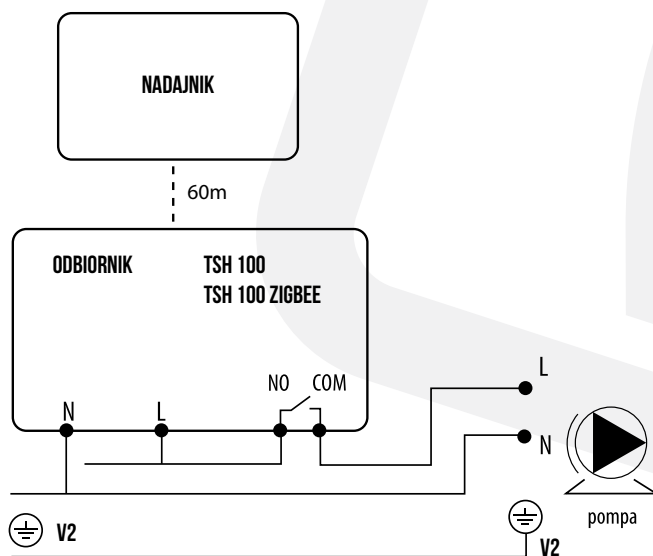 NADAJNIK
60m
ODBIORNIK
TSH 100
TSH 100 ZIGBEE
NO COM
N
L
L
N
pompa
V2
V2